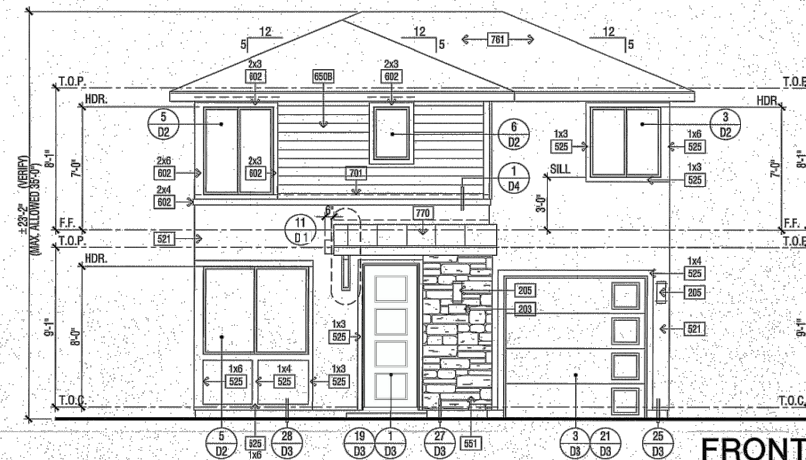 12
5
12
5
761
12
5
T.O.P.
2x3
602
650B
2x3
602
T.O.P.
HDR.
HDR.
5
D2
6
D2
3
D2
1x3
525
1x6
525
8'-1"
7'-0"
7'-0"
8'-1"
±23'-2" (VERIFY)
(MAX. ALLOWED 35'-0")
2x6
602
2x3
602
701
1
D4
SILL
1x3
525
2x4
602
3'-0"
6"
770
11
D1
F.F.
F.F.
521
T.O.P.
T.O.P.
HDR.
1x4
525
205
205
203
1x3
525
521
9'-1"
8'-0"
9'-1"
1x6
525
1x4
525
1x3
525
T.O.C.
T.O.C.
5
D2
525
1x6
28
D3
19
D3
1
D3
27
D3
551
3
D3
21
D3
25
D3
FRONT